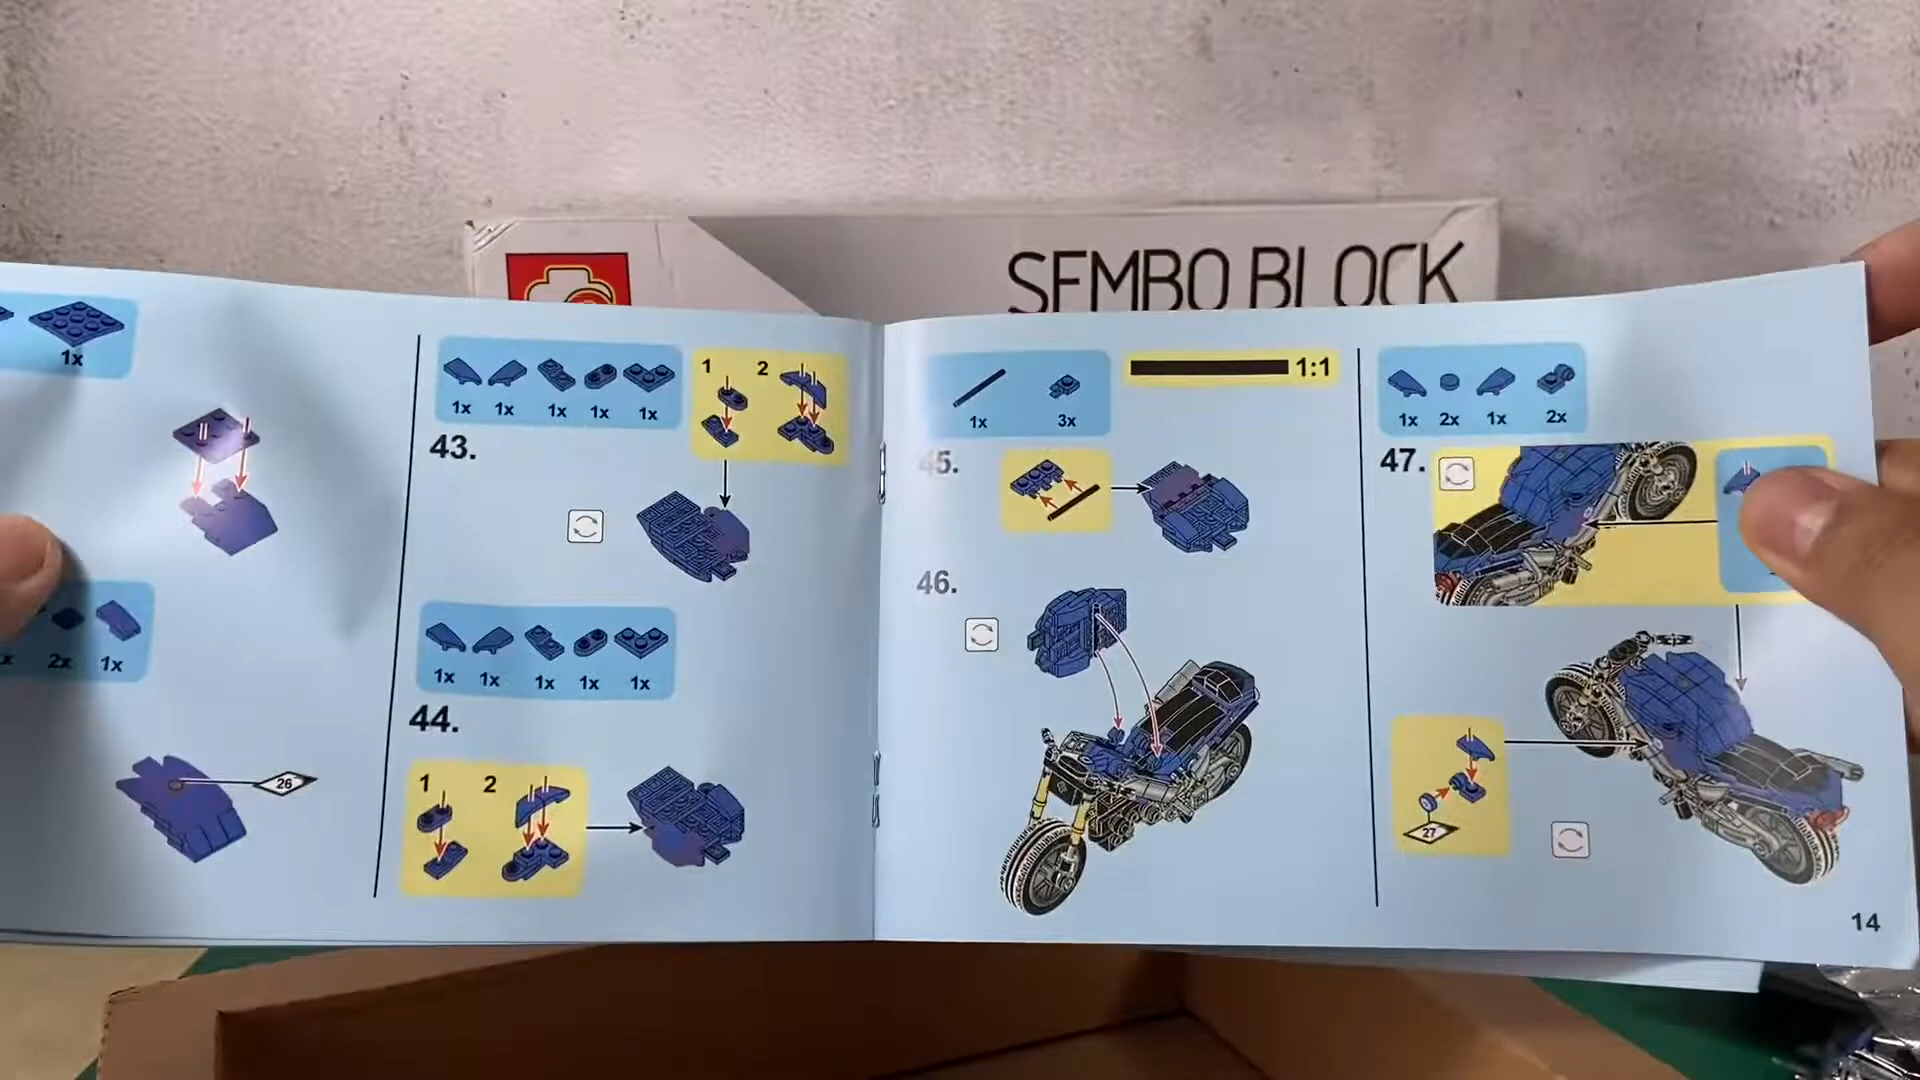 SEMBO BLOCK
1x
2x 1x
26
1x 1x 1x 1x 1x
1 2
43.
1x 1x 1x 1x 1x
44.
1 2
1x 3x
1:1
45.
46.
1x 2x 1x 2x
47.
27
14